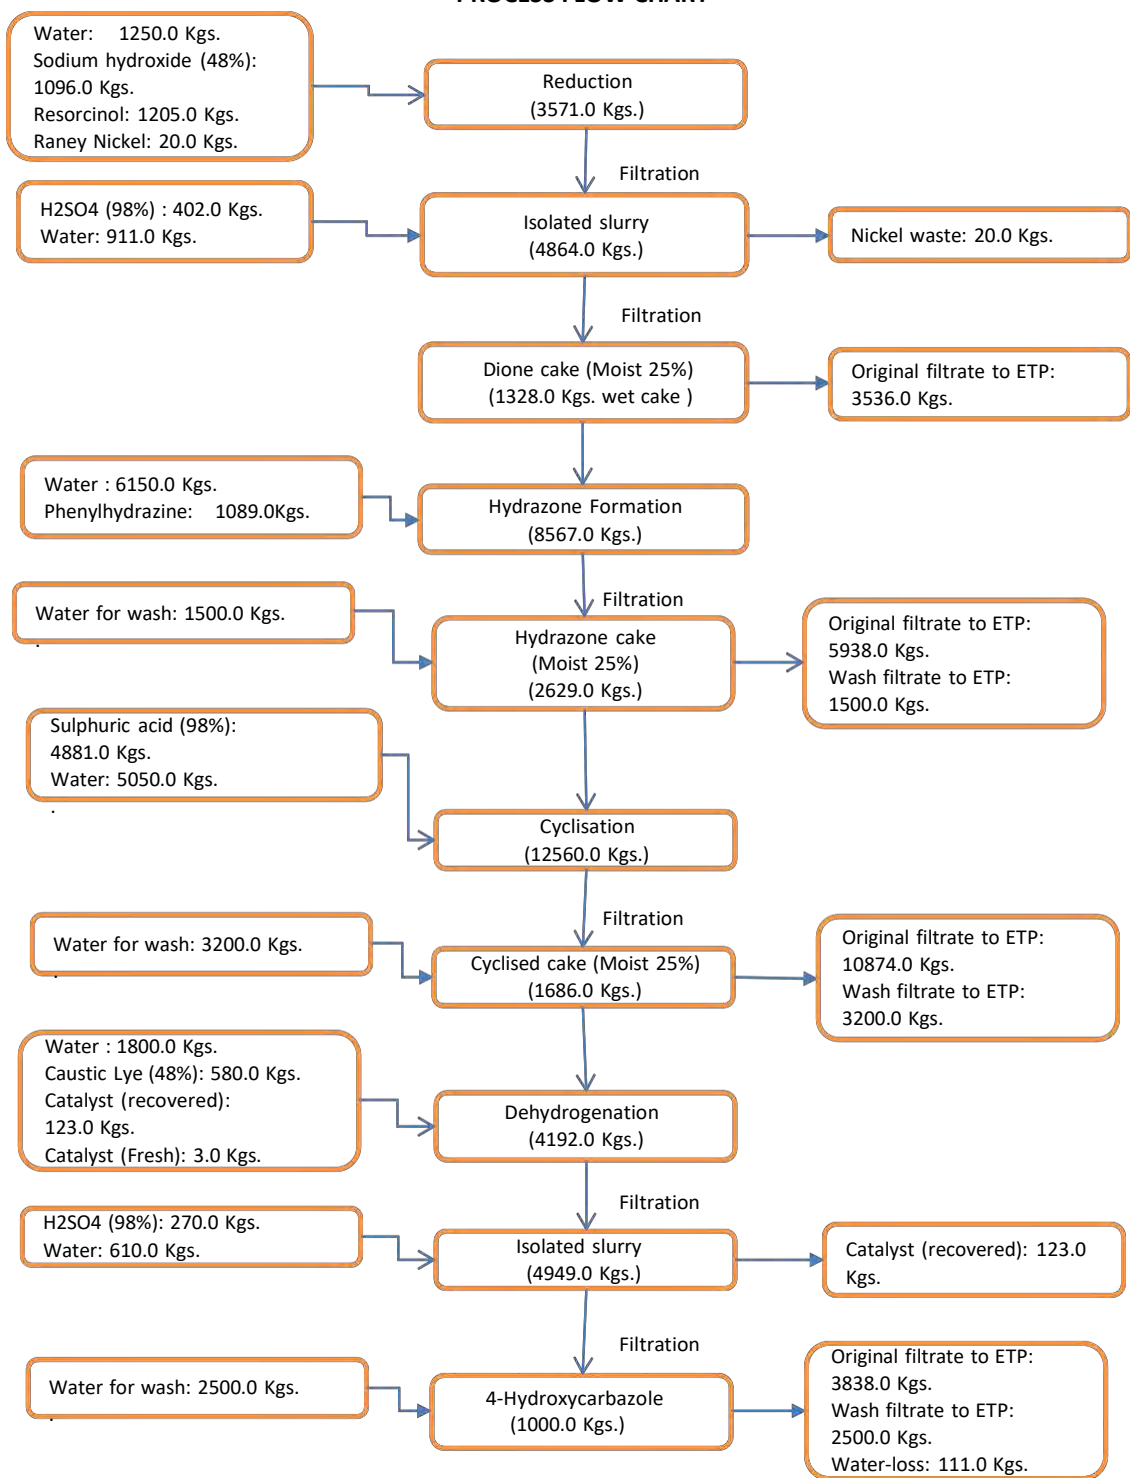 PROCESS FLOW CHART
Water: 1250.0 Kgs.
Sodium hydroxide (48%):
1096.0 Kgs.
Resorcinol: 1205.0 Kgs.
Raney Nickel: 20.0 Kgs.
Reduction
(3571.0 Kgs.)
Filtration
H2SO4 (98%) : 402.0 Kgs.
Water: 911.0 Kgs.
Isolated slurry
(4864.0 Kgs.)
Nickel waste: 20.0 Kgs.
Filtration
Dione cake (Moist 25%)
(1328.0 Kgs. wet cake )
Original filtrate to ETP:
3536.0 Kgs.
Water : 6150.0 Kgs.
Phenylhydrazine: 1089.0Kgs.
Hydrazone Formation
(8567.0 Kgs.)
Filtration
Water for wash: 1500.0 Kgs.
.
Hydrazone cake
(Moist 25%)
(2629.0 Kgs.)
Original filtrate to ETP:
5938.0 Kgs.
Wash filtrate to ETP:
1500.0 Kgs.
Sulphuric acid (98%):
4881.0 Kgs.
Water: 5050.0 Kgs.
.
Cyclisation
(12560.0 Kgs.)
Filtration
Water for wash: 3200.0 Kgs.
.
Cyclised cake (Moist 25%)
(1686.0 Kgs.)
Original filtrate to ETP:
10874.0 Kgs.
Wash filtrate to ETP:
3200.0 Kgs.
Water : 1800.0 Kgs.
Caustic Lye (48%): 580.0 Kgs.
Catalyst (recovered):
123.0 Kgs.
Catalyst (Fresh): 3.0 Kgs.
Dehydrogenation
(4192.0 Kgs.)
Filtration
H2SO4 (98%): 270.0 Kgs.
Water: 610.0 Kgs.
Isolated slurry
(4949.0 Kgs.)
Catalyst (recovered): 123.0
Kgs.
Filtration
Water for wash: 2500.0 Kgs.
.
4-Hydroxycarbazole
(1000.0 Kgs.)
Original filtrate to ETP:
3838.0 Kgs.
Wash filtrate to ETP:
2500.0 Kgs.
Water-loss: 111.0 Kgs.